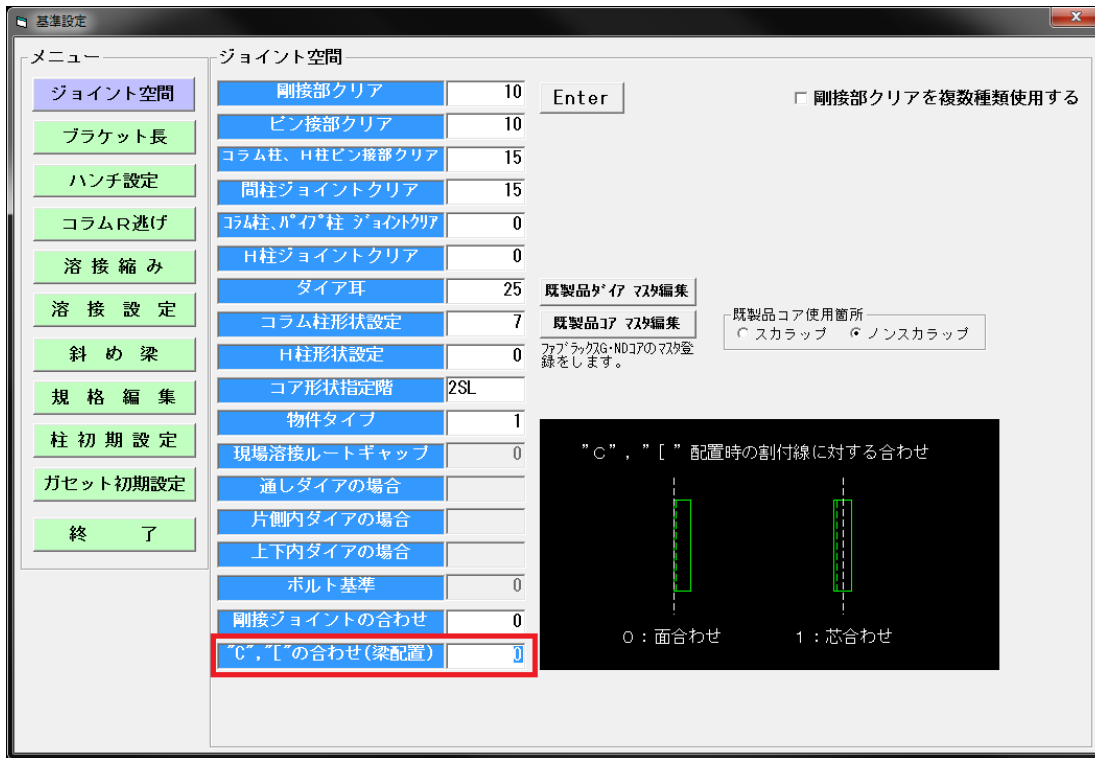 基準設定
x
メニュー
ジョイント空間
ブラケット長
ハンチ設定
コラムR逃げ
溶接縮み
溶接設定
斜め梁
規格編集
柱初期設定
ガセット初期設定
終了
ジョイント空間
剛接部クリア 10
ピン接部クリア 10
コラム柱、H柱ピン接部クリア 15
間柱ジョイントクリア 15
コラム柱、パイプ柱 ジョイントクリア 0
H柱ジョイントクリア 0
ダイア耳 25
コラム柱形状設定 7
H柱形状設定 0
コア形状指定階 2SL
物件タイプ 1
現場溶接ルートギャップ 0
通しダイアの場合
片側内ダイアの場合
上下内ダイアの場合
ボルト基準 0
剛接ジョイントの合わせ 0
"C","["の合わせ(梁配置) 0
Enter
剛接部クリアを複数種類使用する
既製品ダイア マスタ編集
既製品コア マスタ編集
ファブラックスG・NDコアのマスタ登
録をします。
既製品コア使用箇所
スカラップ ノンスカラップ
"C", "[" 配置時の割付線に対する合わせ
0:面合わせ 1:芯合わせ